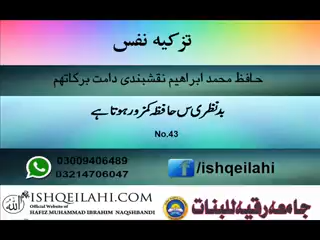 تزکیہ نفس
حافظ محمد ابراہیم نقشبندی دامت برکاتہم
بدنظری س حافظہ کمزور ہوتا ہے
No.43
03009406489
03214706047
/ishqeilahi
ISHQEILAHI.COM
Official Website of
HAFIZ MUHAMMAD IBRAHIM NAQSHBANDI
جامعہ رقیہ للبنات